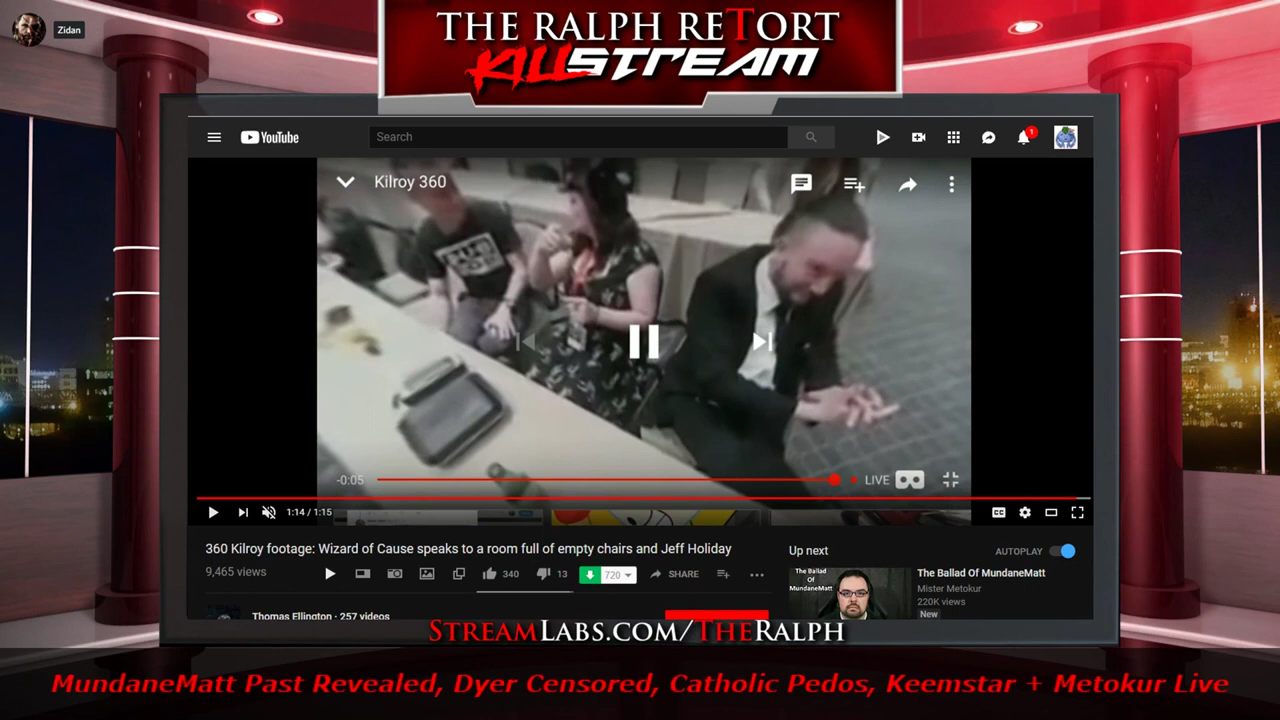 Zidan
THE RALPH RETORT
KILLSTREAM
YouTube
Search
1
Kilroy 360
-0:05
LIVE
1:14 / 1:15
CC
360 Kilroy footage: Wizard of Cause speaks to a room full of empty chairs and Jeff Holiday
9,465 views
340
13
720
SHARE
Thomas Ellington · 257 videos
Up next
AUTOPLAY
The Ballad
Of
MundaneMatt
The Ballad Of MundaneMatt
Mister Metokur
220K views
New
STREAMLABS.COM/THERALPH
MundaneMatt Past Revealed, Dyer Censored, Catholic Pedos, Keemstar + Metokur Live